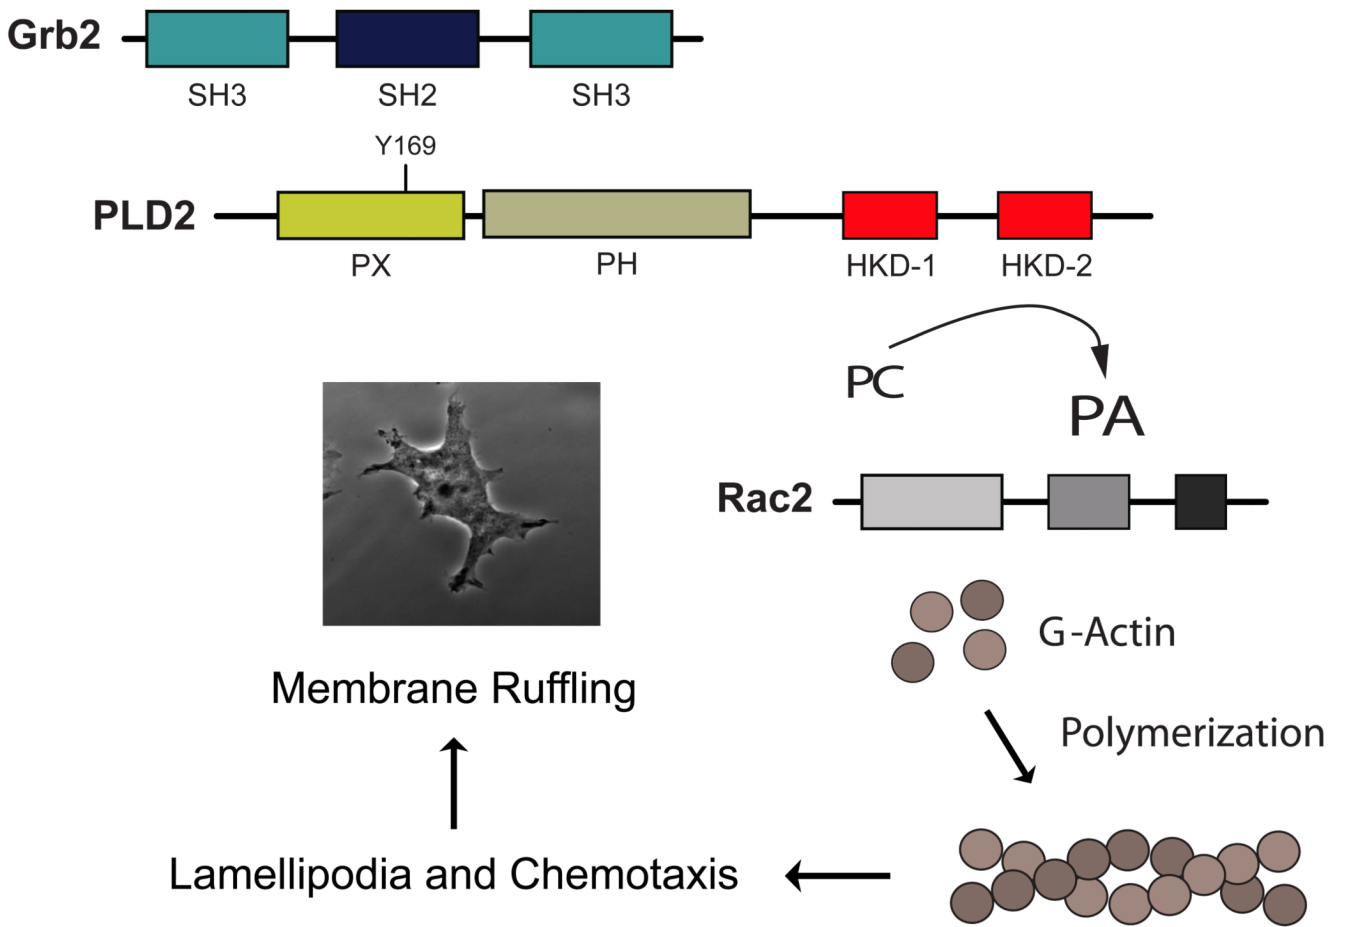 Grb2
SH3 SH2 SH3
Y169
PLD2
PX PH HKD-1 HKD-2
PC
PA
Rac2
G-Actin
Membrane Ruffling
Polymerization
Lamellipodia and Chemotaxis